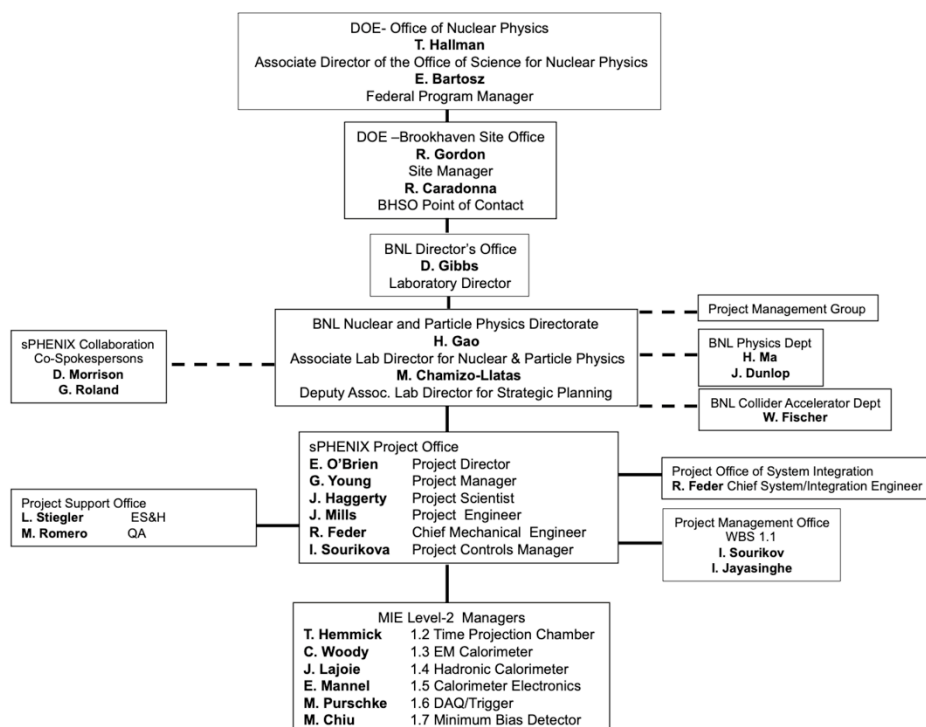 DOE- Office of Nuclear Physics
T. Hallman
Associate Director of the Office of Science for Nuclear Physics
E. Bartosz
Federal Program Manager
DOE –Brookhaven Site Office
R. Gordon
Site Manager
R. Caradonna
BHSO Point of Contact
BNL Director's Office
D. Gibbs
Laboratory Director
BNL Nuclear and Particle Physics Directorate
H. Gao
Associate Lab Director for Nuclear & Particle Physics
M. Chamizo-Llatas
Deputy Assoc. Lab Director for Strategic Planning
sPHENIX Collaboration
Co-Spokespersons
D. Morrison
G. Roland
Project Management Group
BNL Physics Dept
H. Ma
J. Dunlop
BNL Collider Accelerator Dept
W. Fischer
sPHENIX Project Office
E. O'Brien Project Director
G. Young Project Manager
J. Haggerty Project Scientist
J. Mills Project Engineer
R. Feder Chief Mechanical Engineer
I. Sourikova Project Controls Manager
Project Support Office
L. Stiegler ES&H
M. Romero QA
Project Office of System Integration
R. Feder Chief System/Integration Engineer
Project Management Office
WBS 1.1
I. Sourikov
I. Jayasinghe
MIE Level-2 Managers
T. Hemmick 1.2 Time Projection Chamber
C. Woody 1.3 EM Calorimeter
J. Lajoie 1.4 Hadronic Calorimeter
E. Mannel 1.5 Calorimeter Electronics
M. Purschke 1.6 DAQ/Trigger
M. Chiu 1.7 Minimum Bias Detector